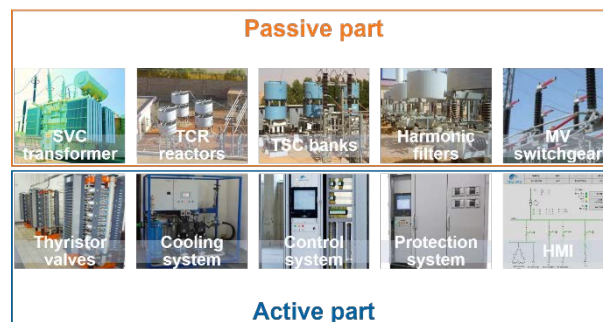 Passive part
SVC
transformer
TCR
reactors
TSC banks
Harmonic
filters
MV
switchgear
Thyristor
valves
Cooling
system
Control
system
Protection
system
HMI
Active part